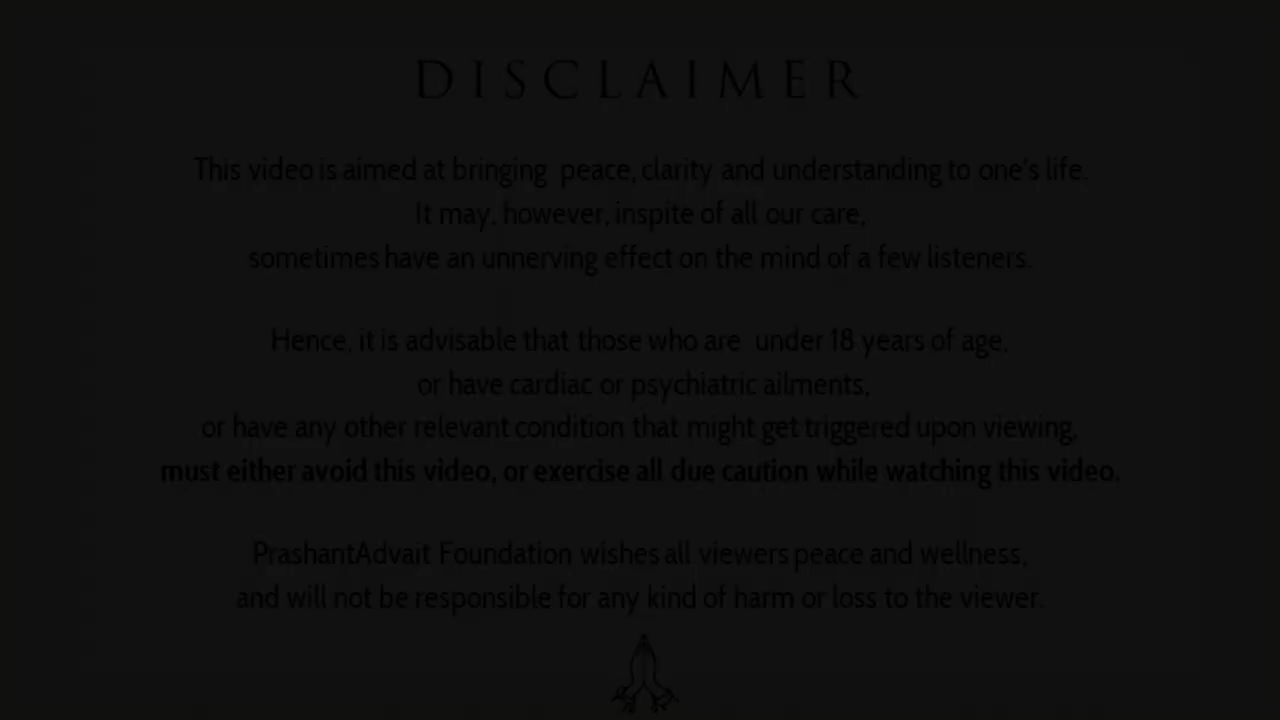 DISCLAIMER
This video is aimed at bringing peace, clarity and understanding to one's life.
It may, however, inspite of all our care,
sometimes have an unnerving effect on the mind of a few listeners.
Hence, it is advisable that those who are under 18 years of age,
or have cardiac or psychiatric ailments,
or have any other relevant condition that might get triggered upon viewing,
must either avoid this video, or exercise all due caution while watching this video.
PrashantAdvait Foundation wishes all viewers peace and wellness,
and will not be responsible for any kind of harm or loss to the viewer.